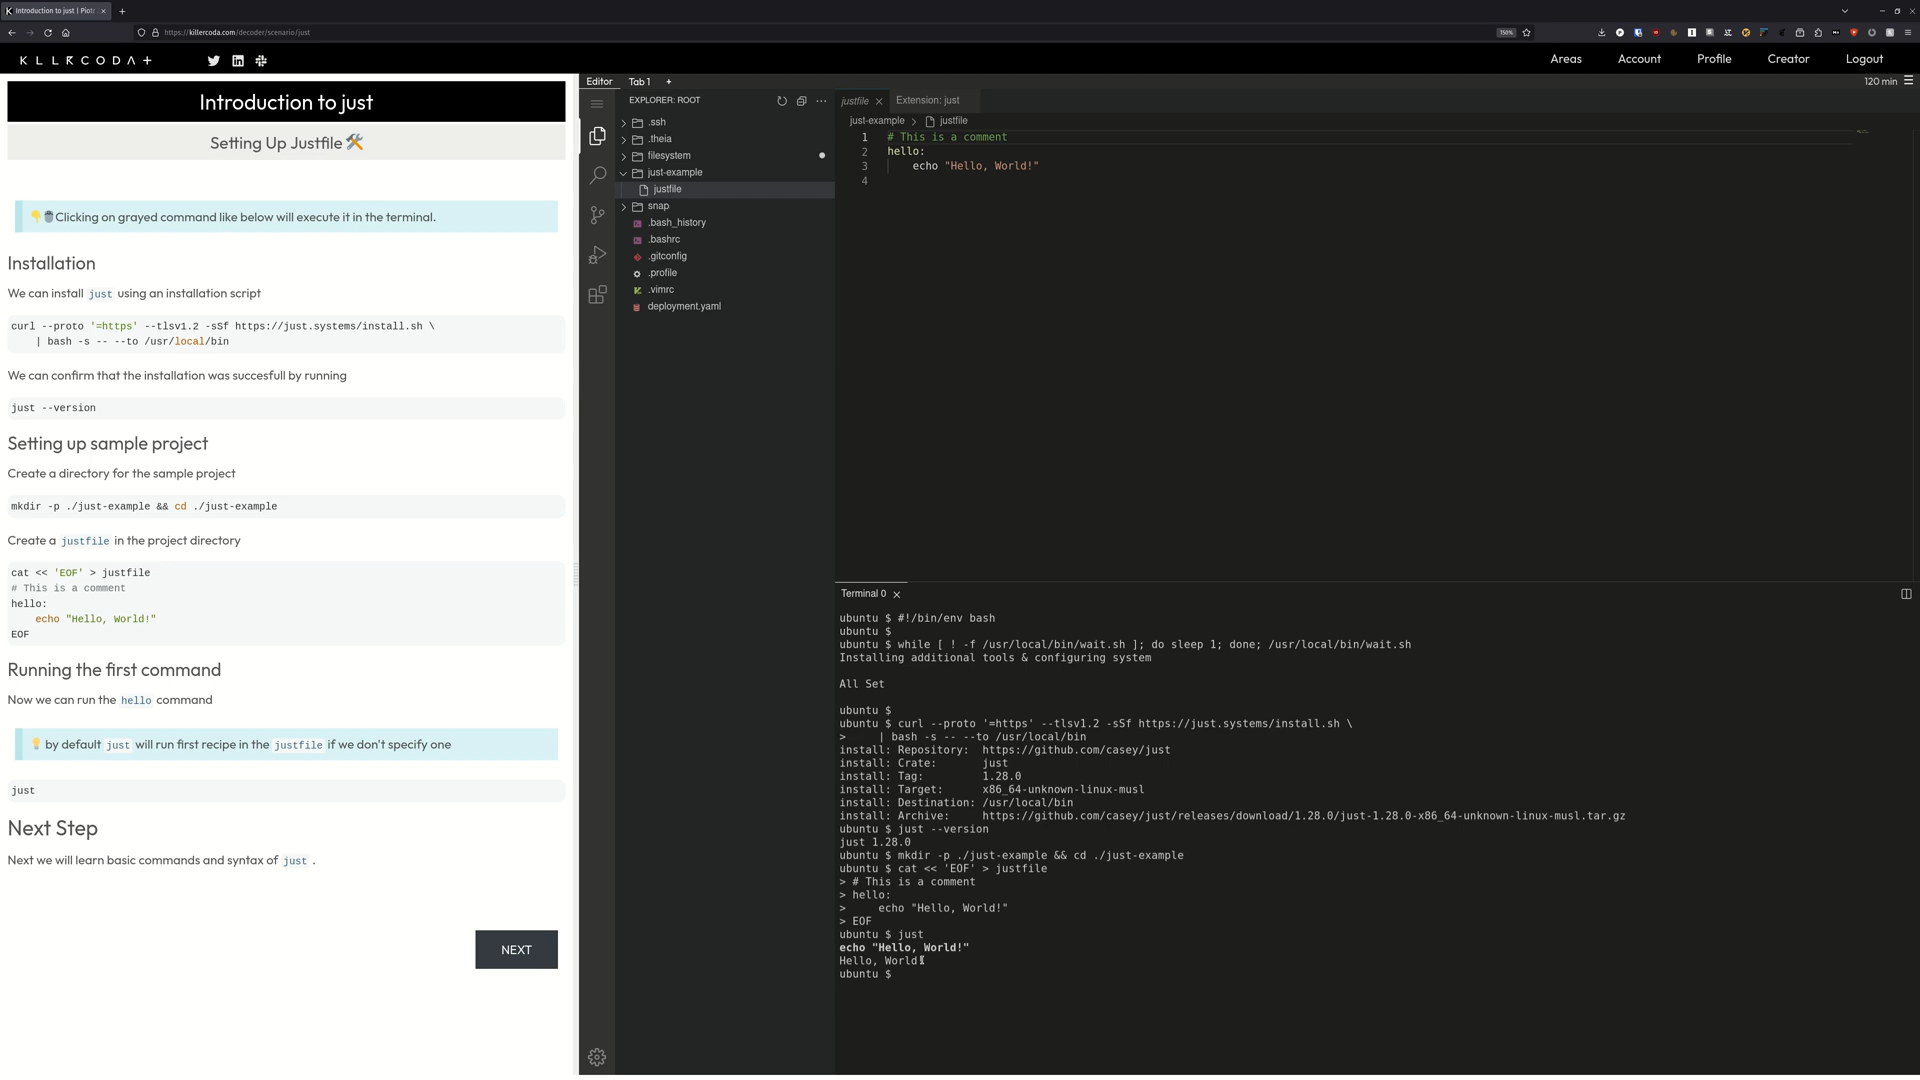 Introduction to just | Piotr
https://killercoda.com/decoder/scenario/just
150%
KLLRCODA+
Areas
Account
Profile
Creator
Logout
Introduction to just
Setting Up Justfile 🛠️
👇🖱️Clicking on grayed command like below will execute it in the terminal.
Installation
We can install just using an installation script
curl --proto '=https' --tlsv1.2 -sSf https://just.systems/install.sh \
    | bash -s -- --to /usr/local/bin
We can confirm that the installation was succesfull by running
just --version
Setting up sample project
Create a directory for the sample project
mkdir -p ./just-example && cd ./just-example
Create a justfile in the project directory
cat << 'EOF' > justfile
# This is a comment
hello:
    echo "Hello, World!"
EOF
Running the first command
Now we can run the hello command
💡 by default just will run first recipe in the justfile if we don't specify one
just
Next Step
Next we will learn basic commands and syntax of just .
NEXT
Editor
Tab 1
+
120 min
EXPLORER: ROOT
.ssh
.theia
filesystem
just-example
justfile
snap
.bash_history
.bashrc
.gitconfig
.profile
.vimrc
deployment.yaml
justfile
Extension: just
just-example > justfile
1 # This is a comment
2 hello:
3     echo "Hello, World!"
4
Terminal 0
ubuntu $ #!/bin/env bash
ubuntu $
ubuntu $ while [ ! -f /usr/local/bin/wait.sh ]; do sleep 1; done; /usr/local/bin/wait.sh
Installing additional tools & configuring system
All Set
ubuntu $
ubuntu $ curl --proto '=https' --tlsv1.2 -sSf https://just.systems/install.sh \
>     | bash -s -- --to /usr/local/bin
install: Repository:  https://github.com/casey/just
install: Crate:       just
install: Tag:         1.28.0
install: Target:      x86_64-unknown-linux-musl
install: Destination: /usr/local/bin
install: Archive:     https://github.com/casey/just/releases/download/1.28.0/just-1.28.0-x86_64-unknown-linux-musl.tar.gz
ubuntu $ just --version
just 1.28.0
ubuntu $ mkdir -p ./just-example && cd ./just-example
ubuntu $ cat << 'EOF' > justfile
> # This is a comment
> hello:
>     echo "Hello, World!"
> EOF
ubuntu $ just
echo "Hello, World!"
Hello, World!
ubuntu $